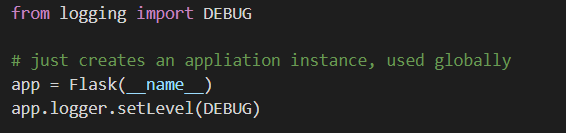 from logging import DEBUG
# just creates an appliation instance, used globally
app = Flask(__name__)
app.logger.setLevel(DEBUG)